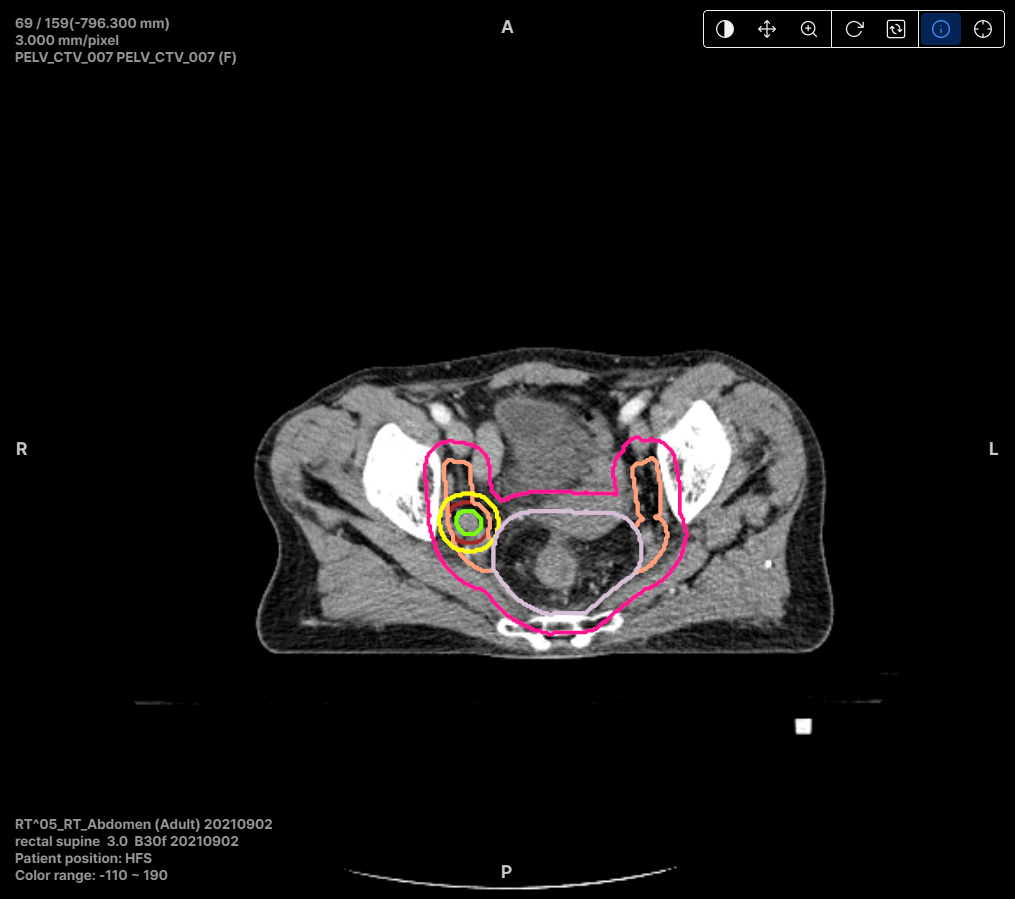 69 / 159(-796.300 mm)
3.000 mm/pixel
PELV_CTV_007 PELV_CTV_007 (F)
A
R
L
RT^05_RT_Abdomen (Adult) 20210902
rectal supine 3.0 B30f 20210902
Patient position: HFS
Color range: -110 ~ 190
P